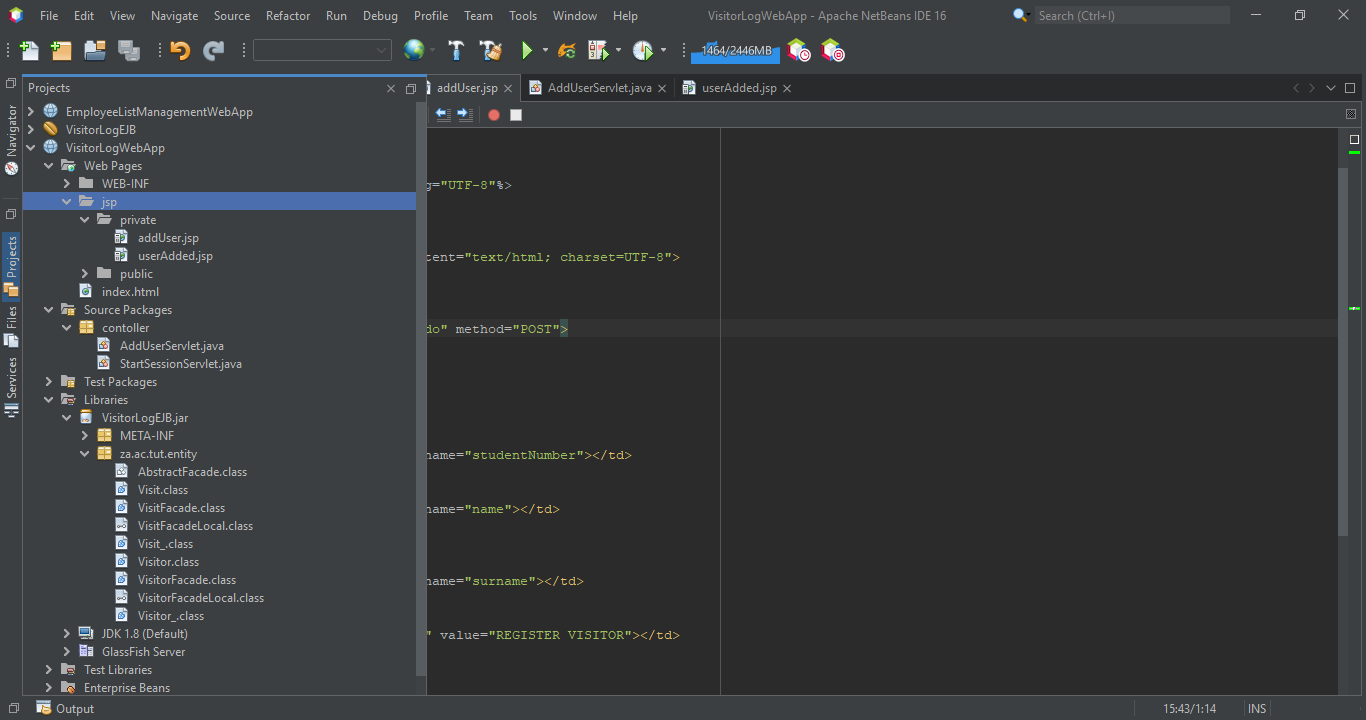 File Edit View Navigate Source Refactor Run Debug Profile Team Tools Window Help VisitorLogWebApp - Apache NetBeans IDE 16 Search (Ctrl+I)
1464/2446MB
Projects
addUser.jsp AddUserServlet.java userAdded.jsp
Navigator
Projects
Files
Services
EmployeeListManagementWebApp
VisitorLogEJB
VisitorLogWebApp
Web Pages
WEB-INF
jsp
private
addUser.jsp
userAdded.jsp
public
index.html
Source Packages
contoller
AddUserServlet.java
StartSessionServlet.java
Test Packages
Libraries
VisitorLogEJB.jar
META-INF
za.ac.tut.entity
AbstractFacade.class
Visit.class
VisitFacade.class
VisitFacadeLocal.class
Visit_.class
Visitor.class
VisitorFacade.class
VisitorFacadeLocal.class
Visitor_.class
JDK 1.8 (Default)
GlassFish Server
Test Libraries
Enterprise Beans
g="UTF-8"%>
tent="text/html; charset=UTF-8">
do" method="POST">
name="studentNumber"></td>
name="name"></td>
name="surname"></td>
" value="REGISTER VISITOR"></td>
Output
15:43/1:14 INS